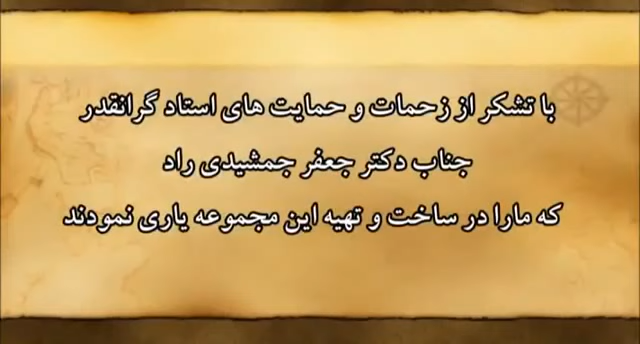 با تشکر از زحمات و حمایت های استاد گرانقدر
جناب دکتر جعفر جمشیدی راد
که مارا در ساخت و تهیه این مجموعه یاری نمودند